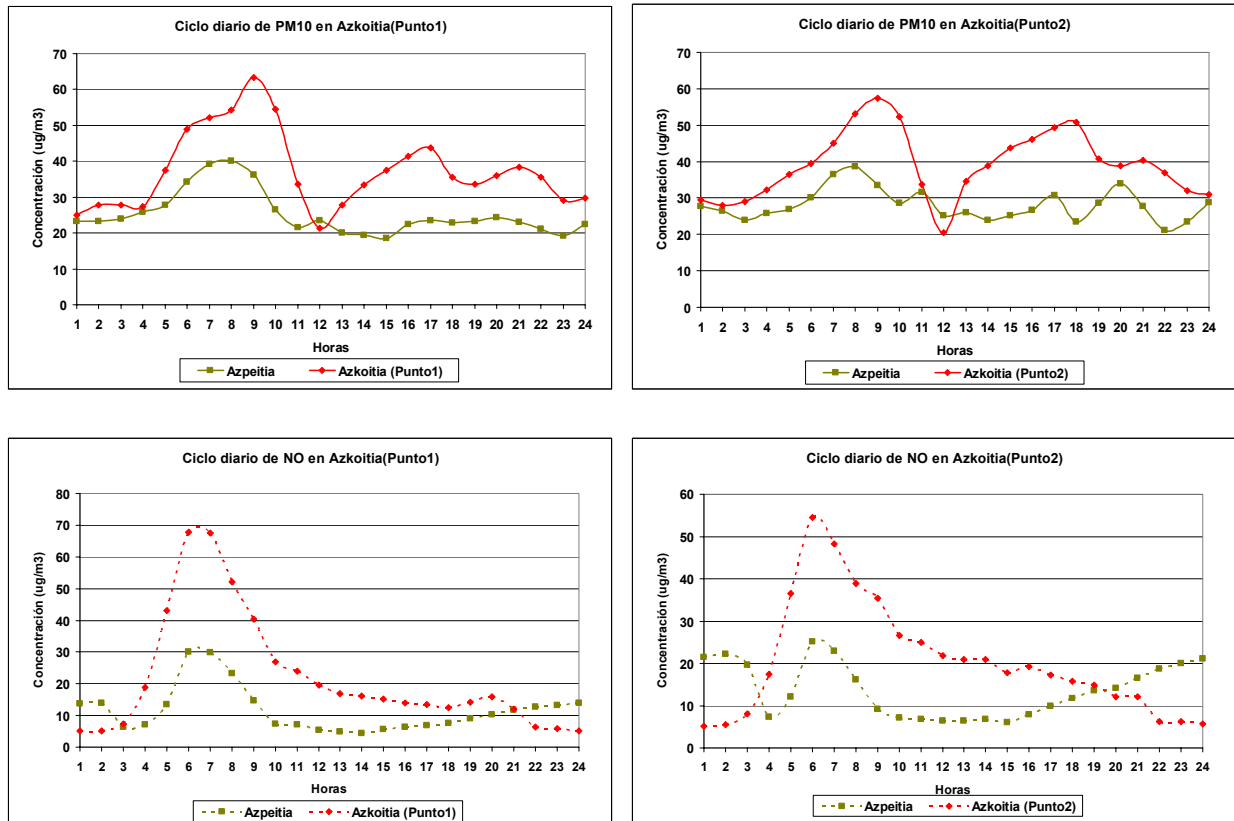 Ciclo diario de PM10 en Azkoitia(Punto1)
Concentración (ug/m3)
70
60
50
40
30
20
10
0
1 2 3 4 5 6 7 8 9 10 11 12 13 14 15 16 17 18 19 20 21 22 23 24
Horas
Azpeitia Azkoitia (Punto1)
Ciclo diario de PM10 en Azkoitia(Punto2)
Concentración (ug/m3)
70
60
50
40
30
20
10
0
1 2 3 4 5 6 7 8 9 10 11 12 13 14 15 16 17 18 19 20 21 22 23 24
Horas
Azpeitia Azkoitia (Punto2)
Ciclo diario de NO en Azkoitia(Punto1)
Concentración (ug/m3)
80
70
60
50
40
30
20
10
0
1 2 3 4 5 6 7 8 9 10 11 12 13 14 15 16 17 18 19 20 21 22 23 24
Horas
Azpeitia Azkoitia (Punto1)
Ciclo diario de NO en Azkoitia(Punto2)
Concentración (ug/m3)
60
50
40
30
20
10
0
1 2 3 4 5 6 7 8 9 10 11 12 13 14 15 16 17 18 19 20 21 22 23 24
Horas
Azpeitia Azkoitia (Punto2)